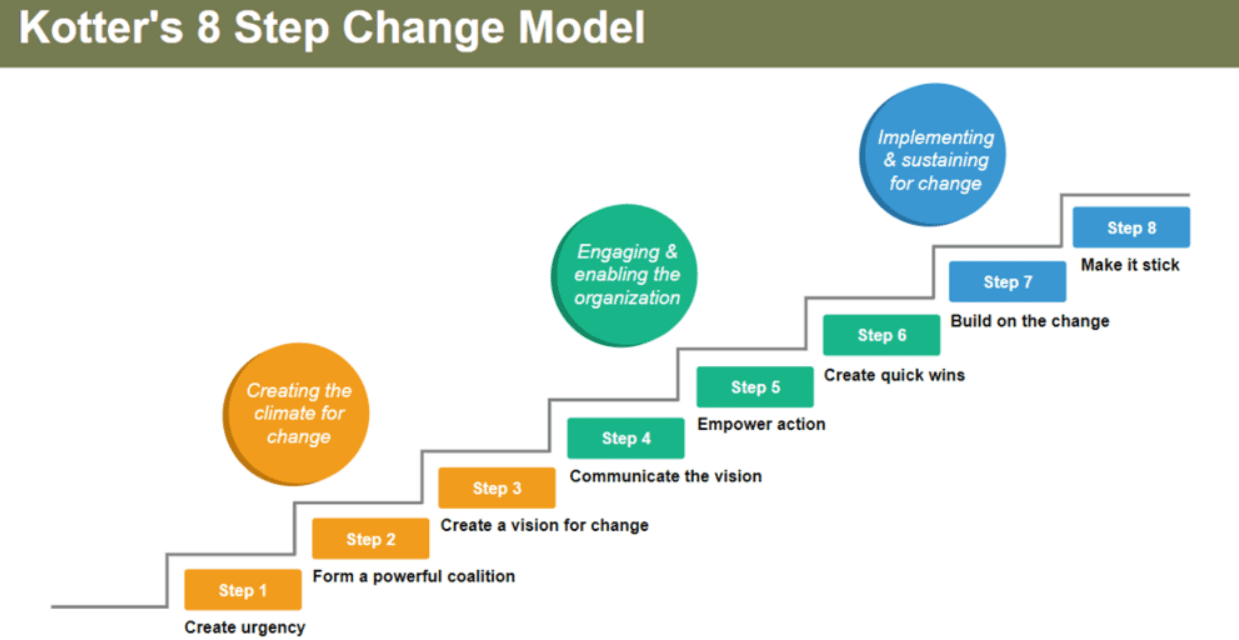 Kotter's 8 Step Change Model
Creating the
climate for
change
Engaging &
enabling the
organization
Implementing
& sustaining
for change
Step 1
Create urgency
Step 2
Form a powerful coalition
Step 3
Create a vision for change
Step 4
Communicate the vision
Step 5
Empower action
Step 6
Create quick wins
Step 7
Build on the change
Step 8
Make it stick